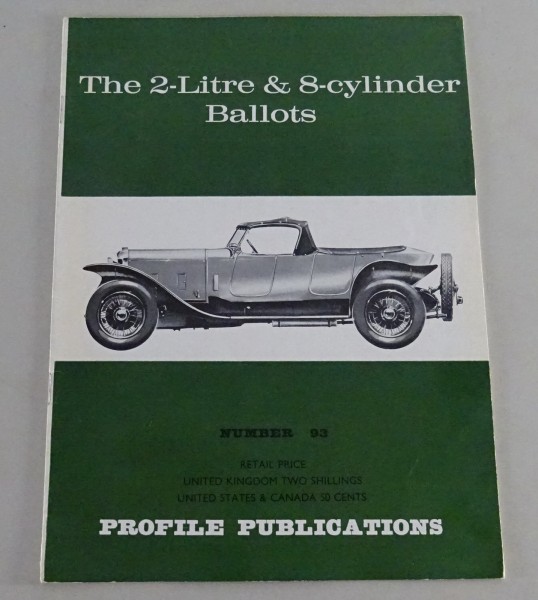 The 2-Litre & 8-cylinder
Ballots
NUMBER 93
RETAIL PRICE
UNITED KINGDOM TWO SHILLINGS
UNITED STATES & CANADA 50 CENTS
PROFILE PUBLICATIONS